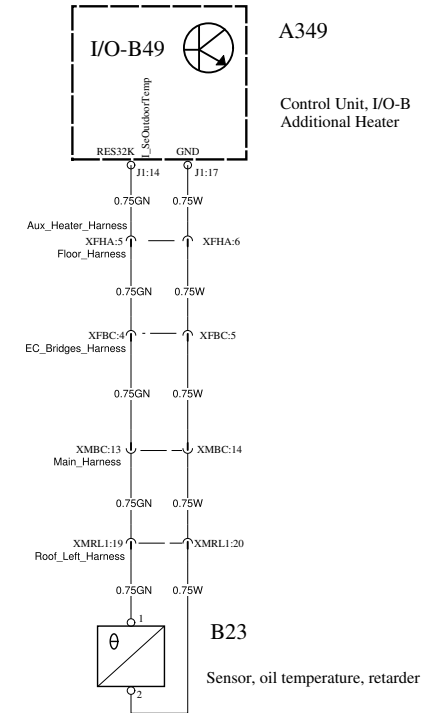 A349
I/O-B49
Control Unit, I/O-B
Additional Heater
I_SeOutdoorTemp
RES32K GND
J1:14 J1:17
0.75GN 0.75W
Aux_Heater_Harness
XFHA:5 XFHA:6
Floor_Harness
0.75GN 0.75W
XFBC:4 XFBC:5
EC_Bridges_Harness
0.75GN 0.75W
XMBC:13 XMBC:14
Main_Harness
0.75GN 0.75W
XMRL1:19 XMRL1:20
Roof_Left_Harness
0.75GN 0.75W
1
B23
θ
Sensor, oil temperature, retarder
2